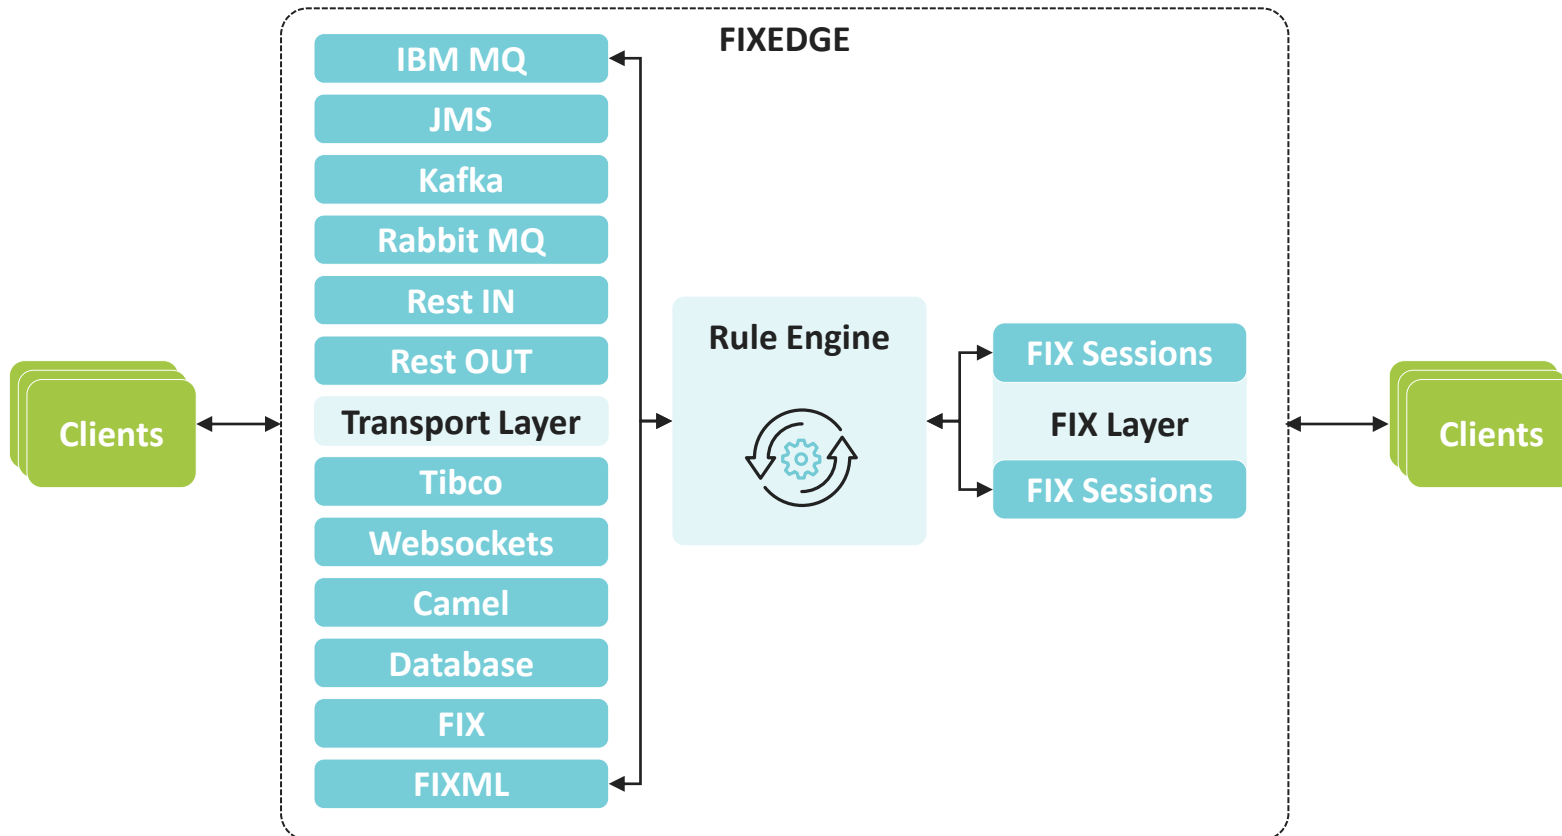 FIXEDGE
IBM MQ
JMS
Kafka
Rabbit MQ
Rest IN
Rest OUT
Transport Layer
Tibco
Websockets
Camel
Database
FIX
FIXML
Clients
Rule Engine
FIX Sessions
FIX Layer
FIX Sessions
Clients